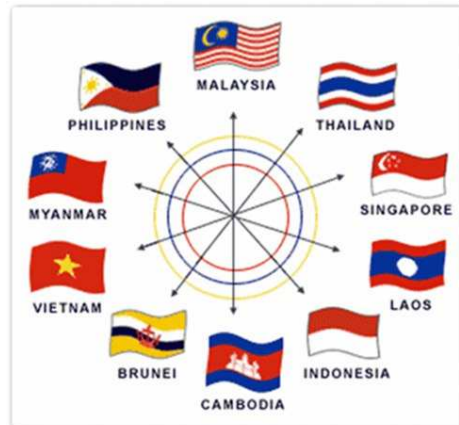 MALAYSIA
PHILIPPINES
THAILAND
MYANMAR
SINGAPORE
VIETNAM
LAOS
BRUNEI
INDONESIA
CAMBODIA